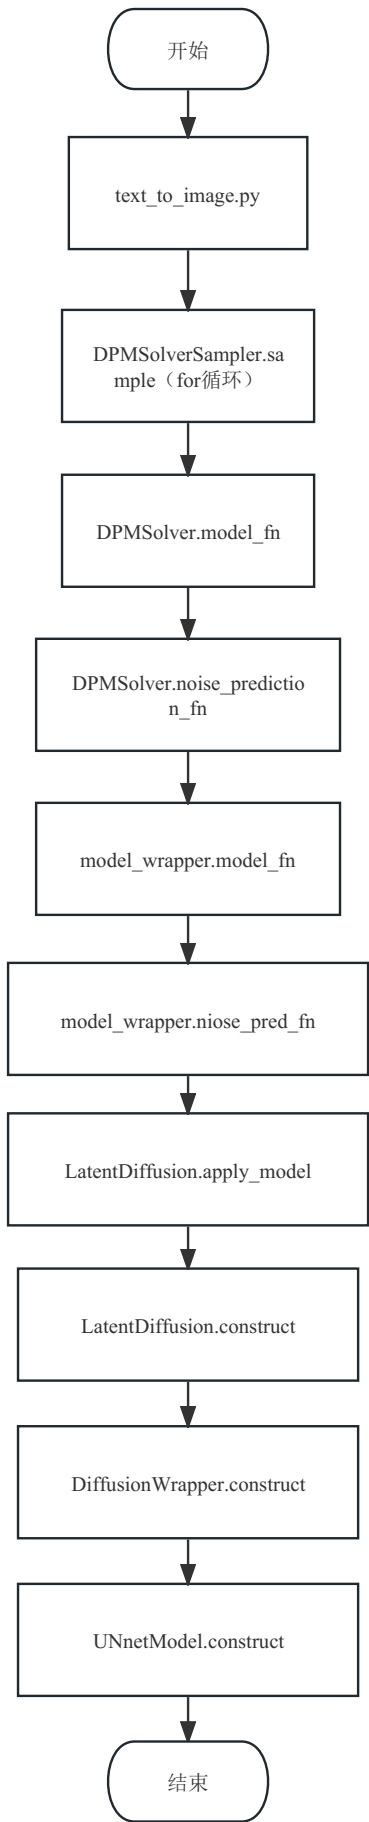 开始
text_to_image.py
DPMSolverSampler.sa
mple（for循环）
DPMSolver.model_fn
DPMSolver.noise_predictio
n_fn
model_wrapper.model_fn
model_wrapper.niose_pred_fn
LatentDiffusion.apply_model
LatentDiffusion.construct
DiffusionWrapper.construct
UNnetModel.construct
结束